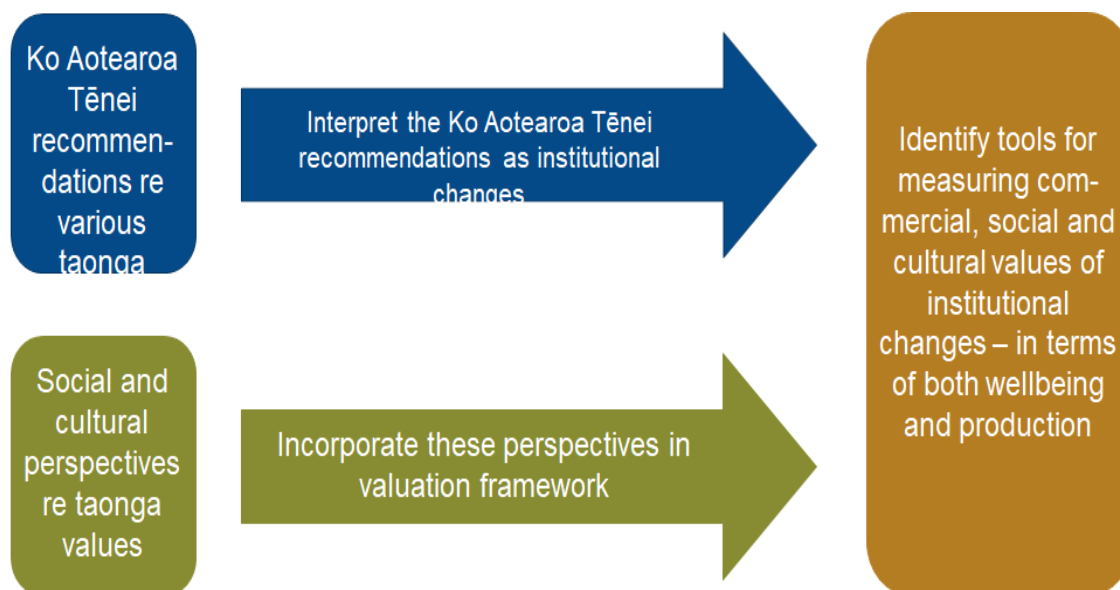 Ko Aotearoa
Tēnei
recommen-
dations re
various
taonga
Interpret the Ko Aotearoa Tēnei
recommendations as institutional
changes
Identify tools for
measuring com-
mercial, social and
cultural values of
institutional
changes – in terms
of both wellbeing
and production
Social and
cultural
perspectives
re taonga
values
Incorporate these perspectives in
valuation framework